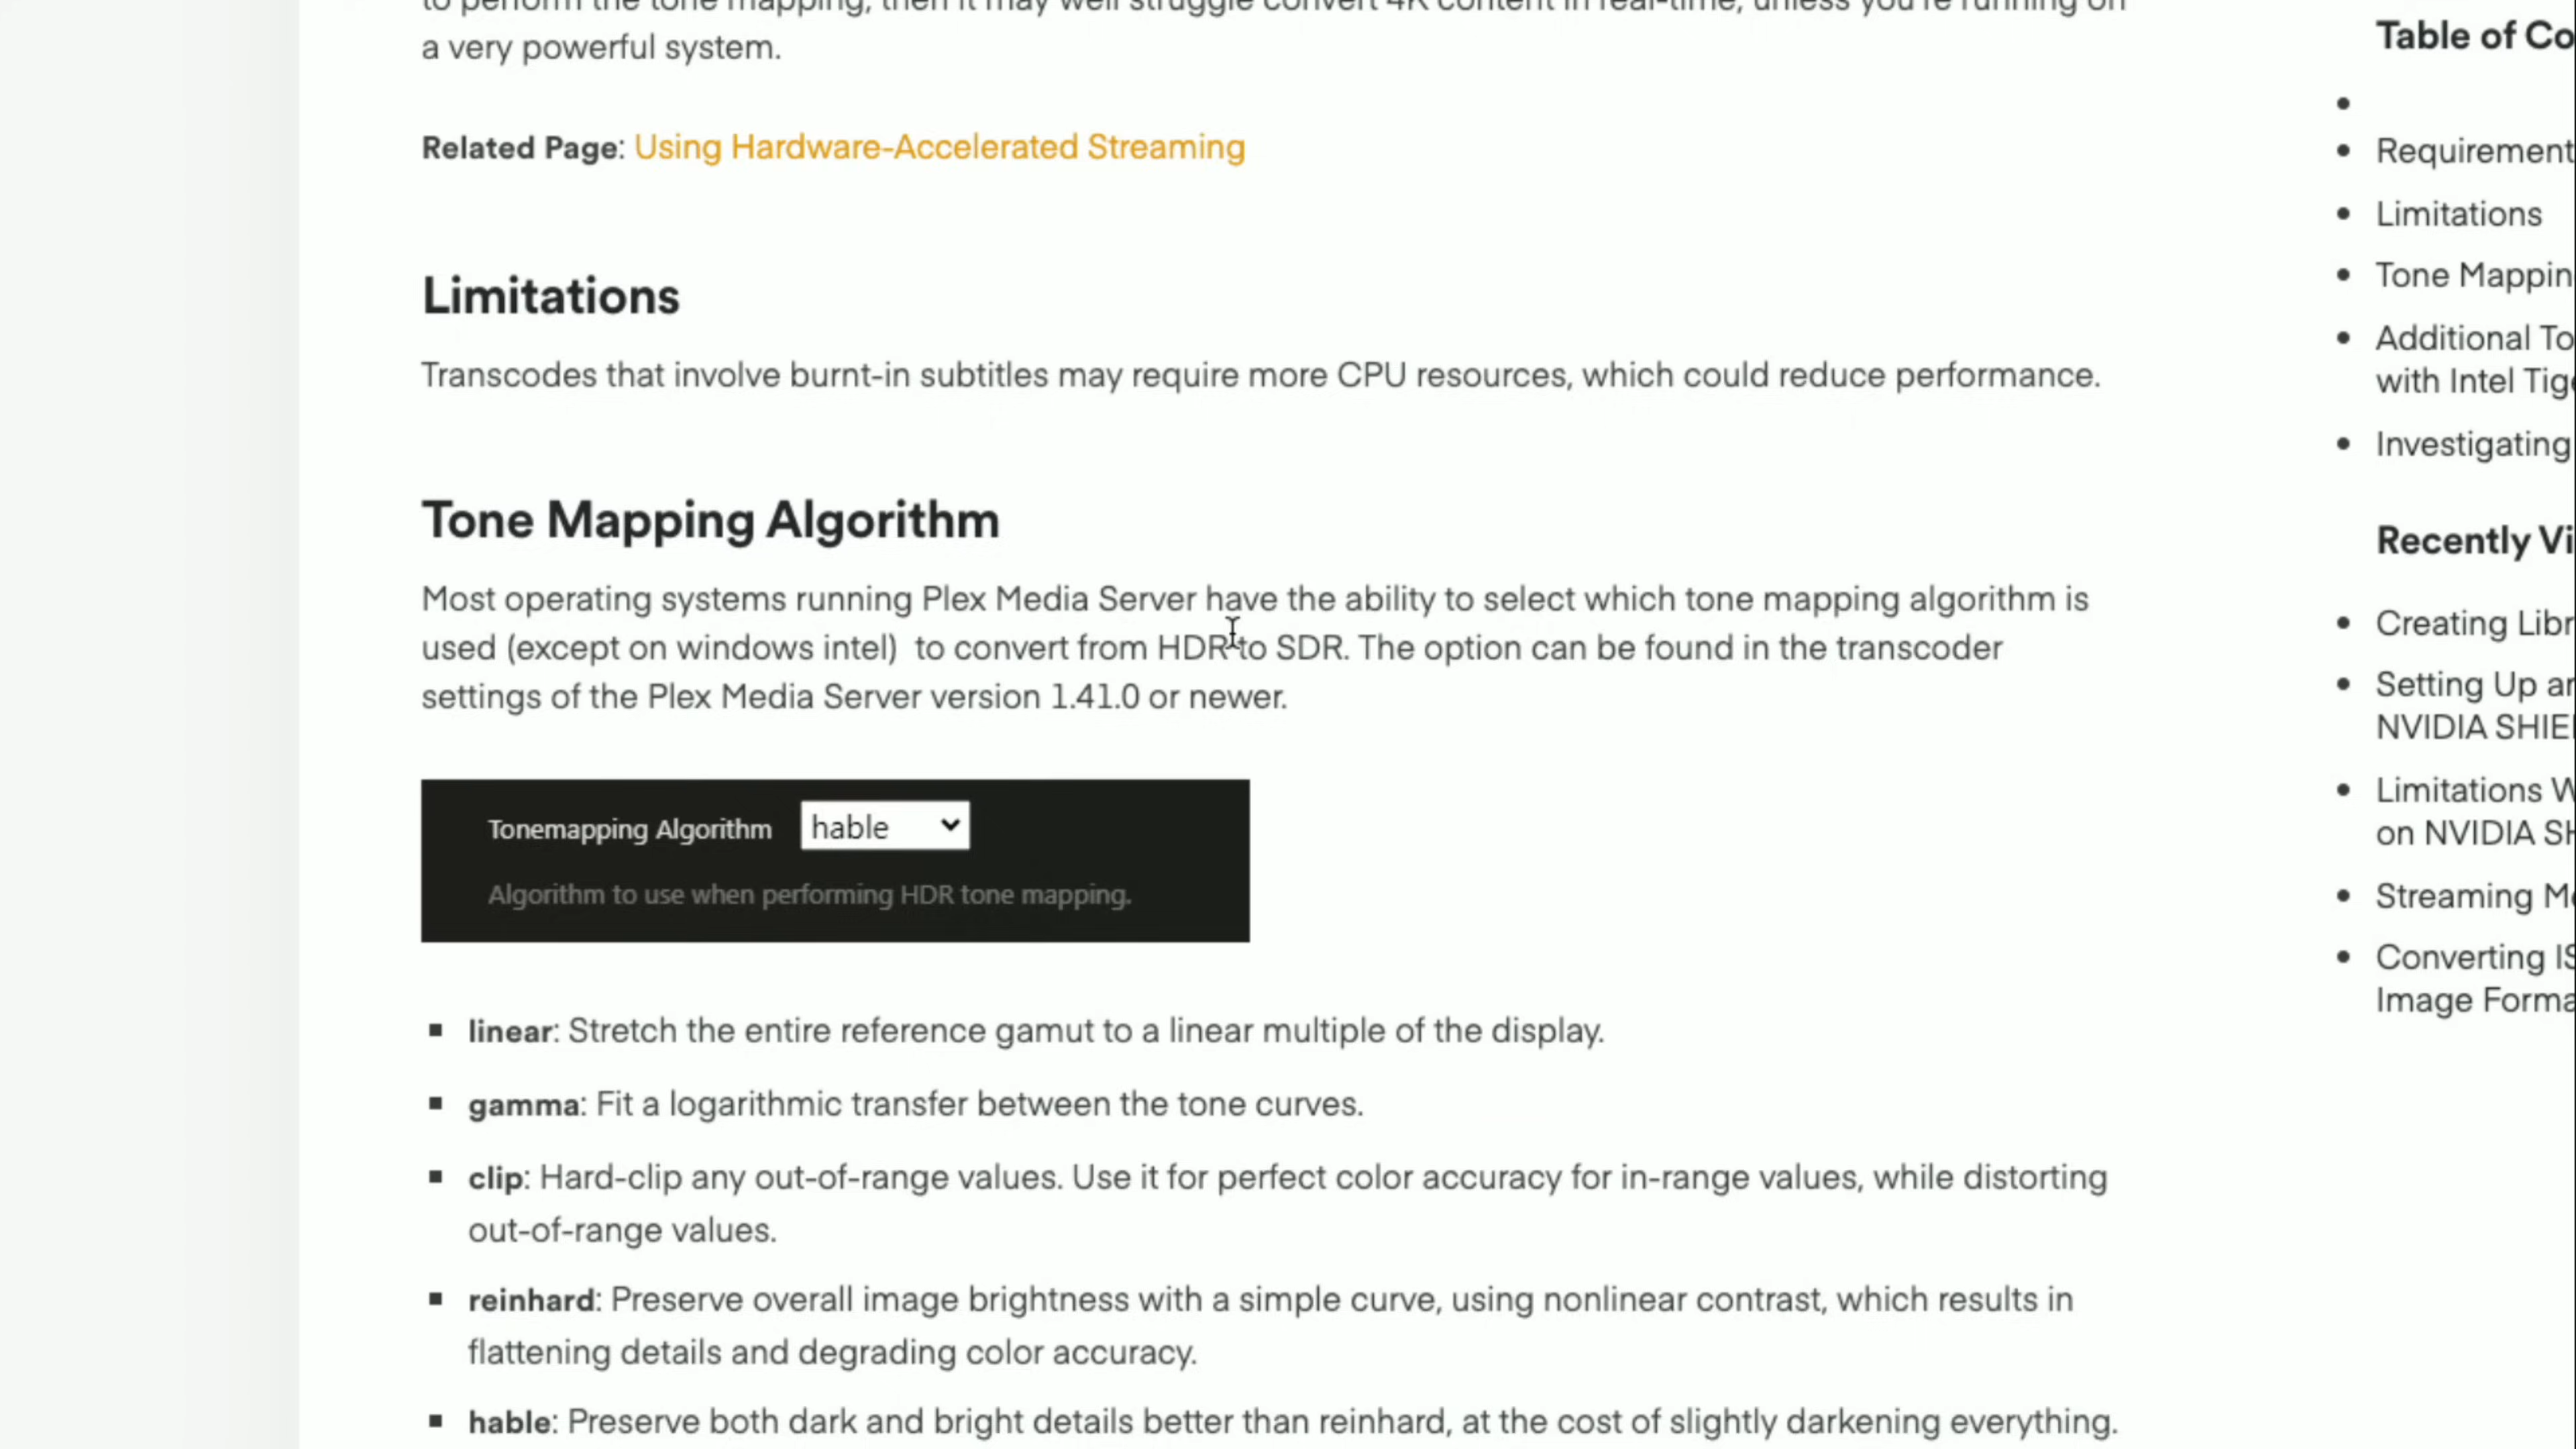 to perform the tone mapping, then it may well struggle convert 4K content in real-time, unless you're running on
a very powerful system.
Related Page: Using Hardware-Accelerated Streaming
Limitations
Transcodes that involve burnt-in subtitles may require more CPU resources, which could reduce performance.
Tone Mapping Algorithm
Most operating systems running Plex Media Server have the ability to select which tone mapping algorithm is
used (except on windows intel)  to convert from HDR to SDR. The option can be found in the transcoder
settings of the Plex Media Server version 1.41.0 or newer.
Tonemapping Algorithm hable
Algorithm to use when performing HDR tone mapping.
linear: Stretch the entire reference gamut to a linear multiple of the display.
gamma: Fit a logarithmic transfer between the tone curves.
clip: Hard-clip any out-of-range values. Use it for perfect color accuracy for in-range values, while distorting
out-of-range values.
reinhard: Preserve overall image brightness with a simple curve, using nonlinear contrast, which results in
flattening details and degrading color accuracy.
hable: Preserve both dark and bright details better than reinhard, at the cost of slightly darkening everything.
Table of Co
Requirement
Limitations
Tone Mappin
Additional To
with Intel Tig
Investigating
Recently Vi
Creating Libr
Setting Up an
NVIDIA SHIE
Limitations W
on NVIDIA SH
Streaming Me
Converting IS
Image Forma